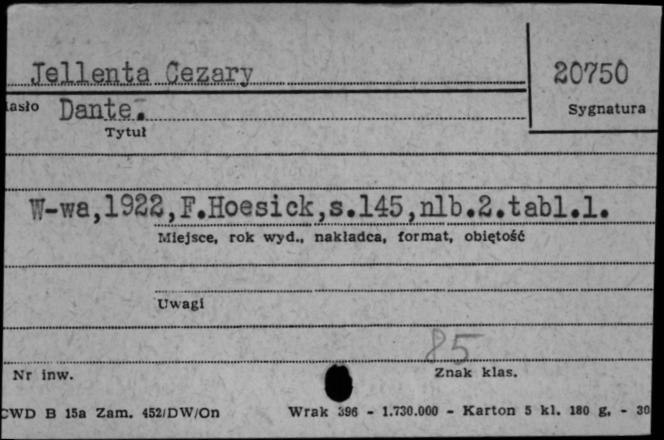 Jellenta Cezary
20750
Sygnatura
asło Dante.
Tytuł
W-wa,1922,F.Hoesick,s.145,nlb.2.tabl.1.
Miejsce, rok wyd., nakładca, format, objętość
Uwagi
85
Nr inw.
Znak klas.
CWD B 15a Zam. 452/DW/On Wrak 396 - 1.730.000 - Karton 5 kl. 180 g. - 30